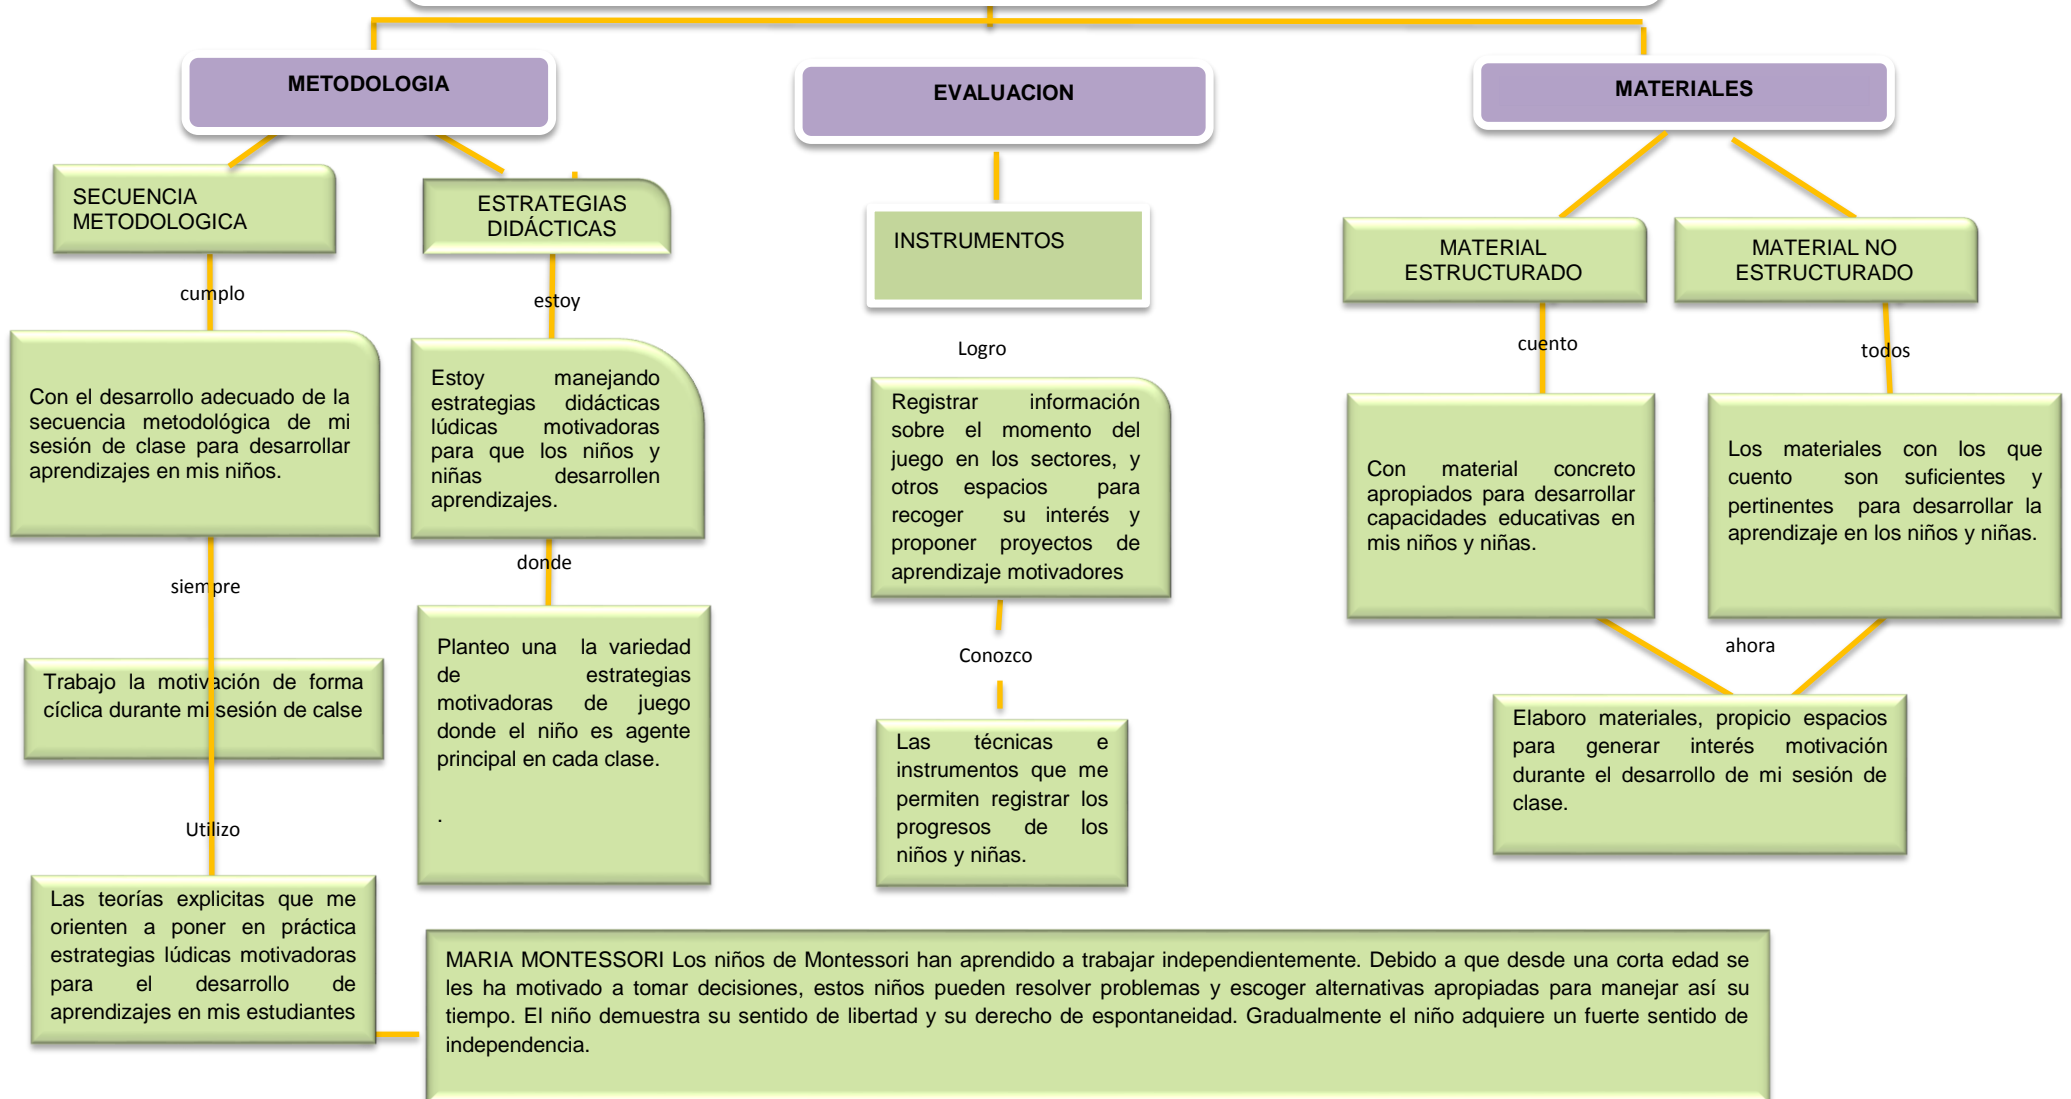 METODOLOGIA
EVALUACION
MATERIALES
SECUENCIA
METODOLOGICA
ESTRATEGIAS
DIDÁCTICAS
INSTRUMENTOS
MATERIAL
ESTRUCTURADO
MATERIAL NO
ESTRUCTURADO
cumplo
estoy
Logro
cuento
todos
Con el desarrollo adecuado de la
secuencia metodológica de mi
sesión de clase para desarrollar
aprendizajes en mis niños.
Estoy manejando
estrategias didácticas
lúdicas motivadoras
para que los niños y
niñas desarrollen
aprendizajes.
Registrar información
sobre el momento del
juego en los sectores, y
otros espacios para
recoger su interés y
proponer proyectos de
aprendizaje motivadores
Con material concreto
apropiados para desarrollar
capacidades educativas en
mis niños y niñas.
Los materiales con los que
cuento son suficientes y
pertinentes para desarrollar la
aprendizaje en los niños y niñas.
siempre
donde
Conozco
ahora
Trabajo la motivación de forma
cíclica durante mi sesión de calse
Planteo una la variedad
de estrategias
motivadoras de juego
donde el niño es agente
principal en cada clase.
.
Las técnicas e
instrumentos que me
permiten registrar los
progresos de los
niños y niñas.
Elaboro materiales, propicio espacios
para generar interés motivación
durante el desarrollo de mi sesión de
clase.
Utilizo
Las teorías explicitas que me
orienten a poner en práctica
estrategias lúdicas motivadoras
para el desarrollo de
aprendizajes en mis estudiantes
MARIA MONTESSORI Los niños de Montessori han aprendido a trabajar independientemente. Debido a que desde una corta edad se
les ha motivado a tomar decisiones, estos niños pueden resolver problemas y escoger alternativas apropiadas para manejar así su
tiempo. El niño demuestra su sentido de libertad y su derecho de espontaneidad. Gradualmente el niño adquiere un fuerte sentido de
independencia.